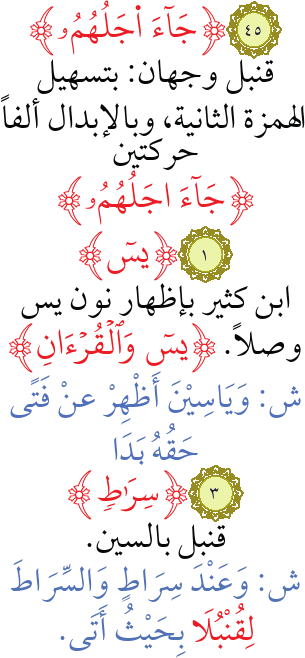 ٤٥ ﴿جَآءَ ا۬جَلُهُمُۥ﴾
قنبل وجهان: بتسهيل
الهمزة الثانية، وبالإبدال ألفاً
حركتين
﴿جَآءَ اجَلُهُمُۥ﴾
١ ﴿يسٓ﴾
ابن كثير بإظهار نون يس
وصلاً. ﴿يسٓ وَٱلۡقُرۡءَانِ﴾
ش: وَيَاسِيْنَ أَظْهِرْ عنْ فَتًى
حَقُهُ بَدَا
٣ ﴿سِرَٰطٖ﴾
قنبل بالسين.
ش: وَعَنْدَ سِرَاطٍ وَالسِّرَاطَ
لِقُنْبُلَا بِحَيْثُ أَتَى.